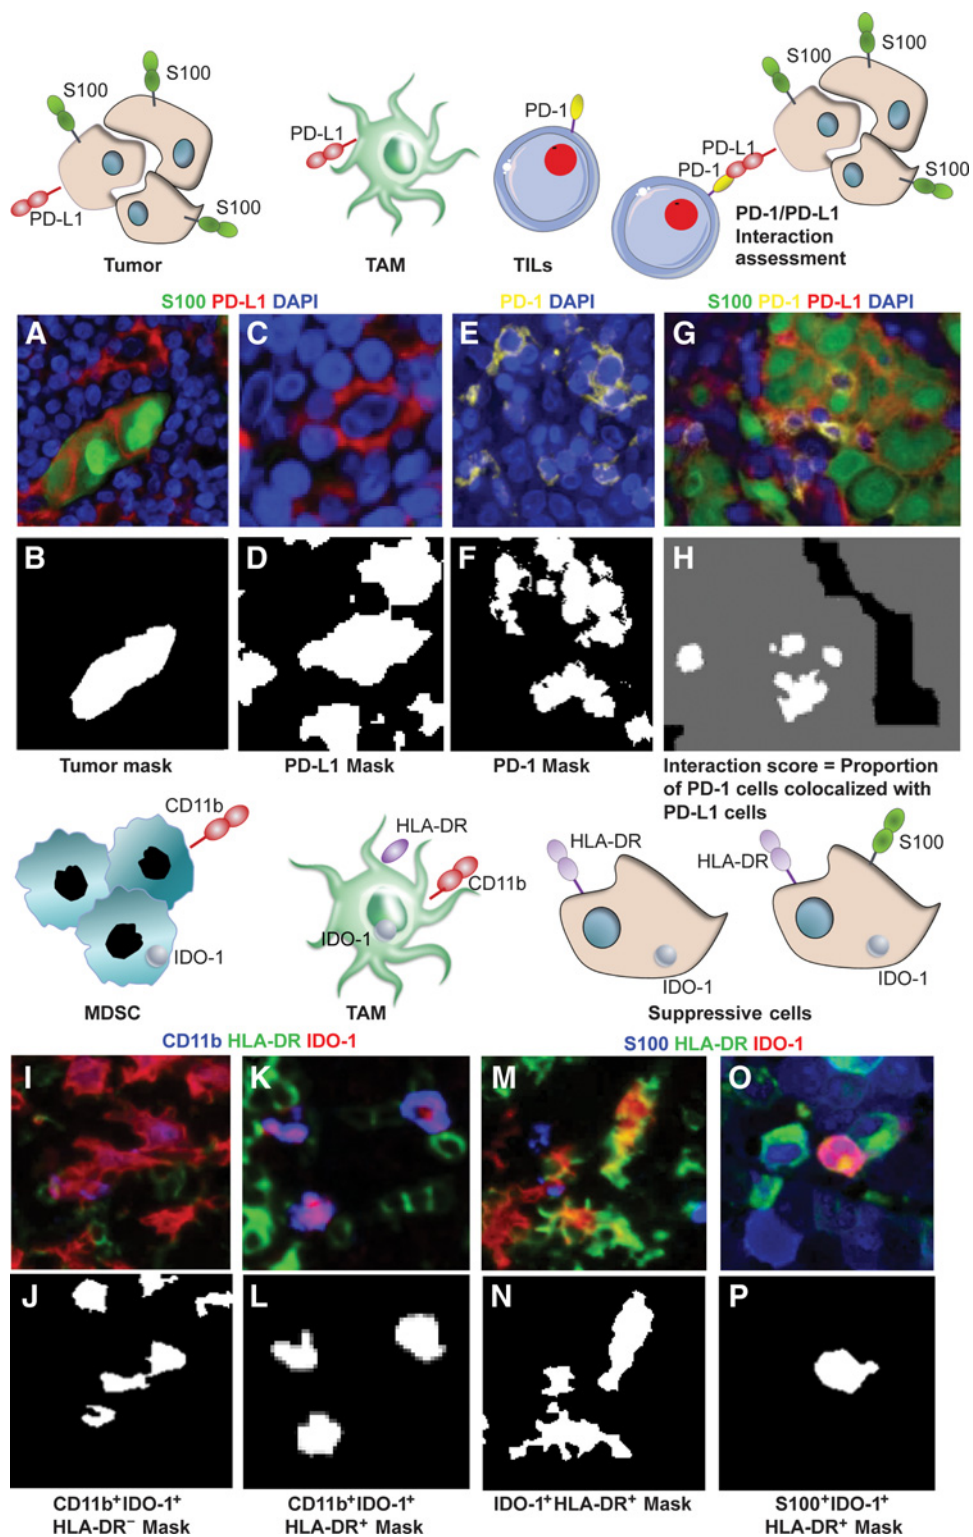 S100
S100
PD-L1
S100
Tumor
PD-L1
TAM
PD-1
TILs
S100
S100
PD-L1
PD-1
S100
PD-1/PD-L1
Interaction
assessment
S100 PD-L1 DAPI
PD-1 DAPI
S100 PD-1 PD-L1 DAPI
A
C
E
G
B
D
F
H
Tumor mask
PD-L1 Mask
PD-1 Mask
Interaction score = Proportion
of PD-1 cells colocalized with
PD-L1 cells
CD11b
IDO-1
MDSC
HLA-DR
CD11b
IDO-1
TAM
HLA-DR
IDO-1
HLA-DR
S100
IDO-1
Suppressive cells
CD11b HLA-DR IDO-1
S100 HLA-DR IDO-1
I
K
M
O
J
L
N
P
CD11b⁺IDO-1⁺
HLA-DR⁻ Mask
CD11b⁺IDO-1⁺
HLA-DR⁺ Mask
IDO-1⁺HLA-DR⁺ Mask
S100⁺IDO-1⁺
HLA-DR⁺ Mask